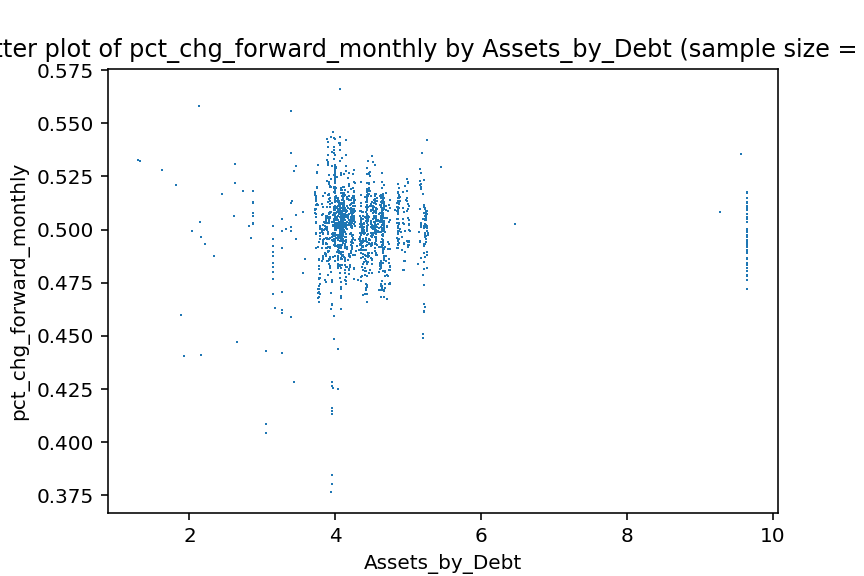 tter plot of pct_chg_forward_monthly by Assets_by_Debt (sample size =
0.575
0.550
0.525
0.500
0.475
0.450
0.425
0.400
0.375
pct_chg_forward_monthly
2 4 6 8 10
Assets_by_Debt